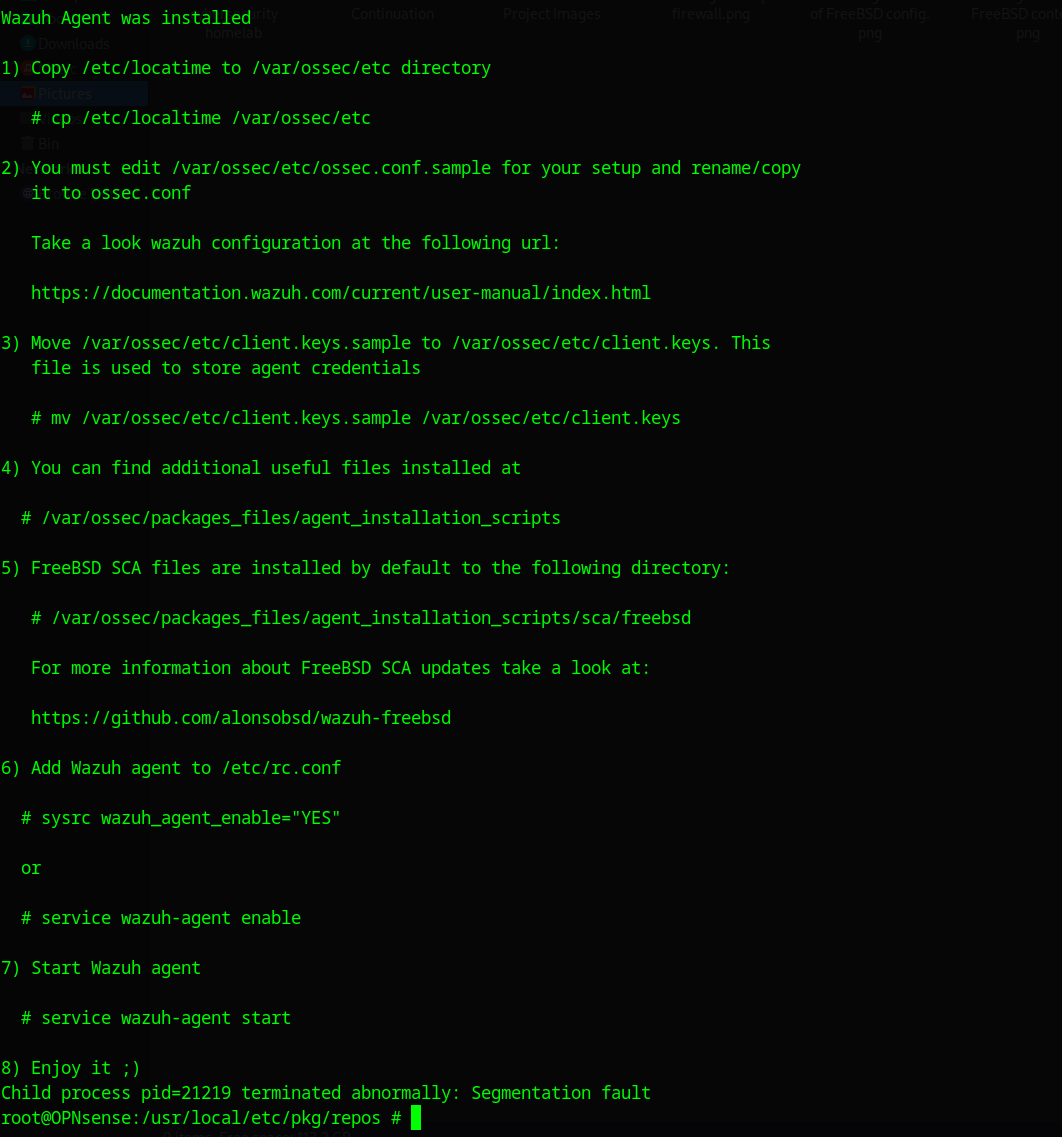 Wazuh Agent was installed
urity
Continuation
Project Images
firewall.png
of FreeBSD config.
png
FreeBSD cont
png
homelab
Downloads
1) Copy /etc/locatime to /var/ossec/etc directory
Pictures
# cp /etc/localtime /var/ossec/etc
Bin
2) You must edit /var/ossec/etc/ossec.conf.sample for your setup and rename/copy
it to ossec.conf
Take a look wazuh configuration at the following url:
https://documentation.wazuh.com/current/user-manual/index.html
3) Move /var/ossec/etc/client.keys.sample to /var/ossec/etc/client.keys. This
file is used to store agent credentials
# mv /var/ossec/etc/client.keys.sample /var/ossec/etc/client.keys
4) You can find additional useful files installed at
# /var/ossec/packages_files/agent_installation_scripts
5) FreeBSD SCA files are installed by default to the following directory:
# /var/ossec/packages_files/agent_installation_scripts/sca/freebsd
For more information about FreeBSD SCA updates take a look at:
https://github.com/alonsobsd/wazuh-freebsd
6) Add Wazuh agent to /etc/rc.conf
# sysrc wazuh_agent_enable="YES"
or
# service wazuh-agent enable
7) Start Wazuh agent
# service wazuh-agent start
8) Enjoy it ;)
Child process pid=21219 terminated abnormally: Segmentation fault
root@OPNsense:/usr/local/etc/pkg/repos #